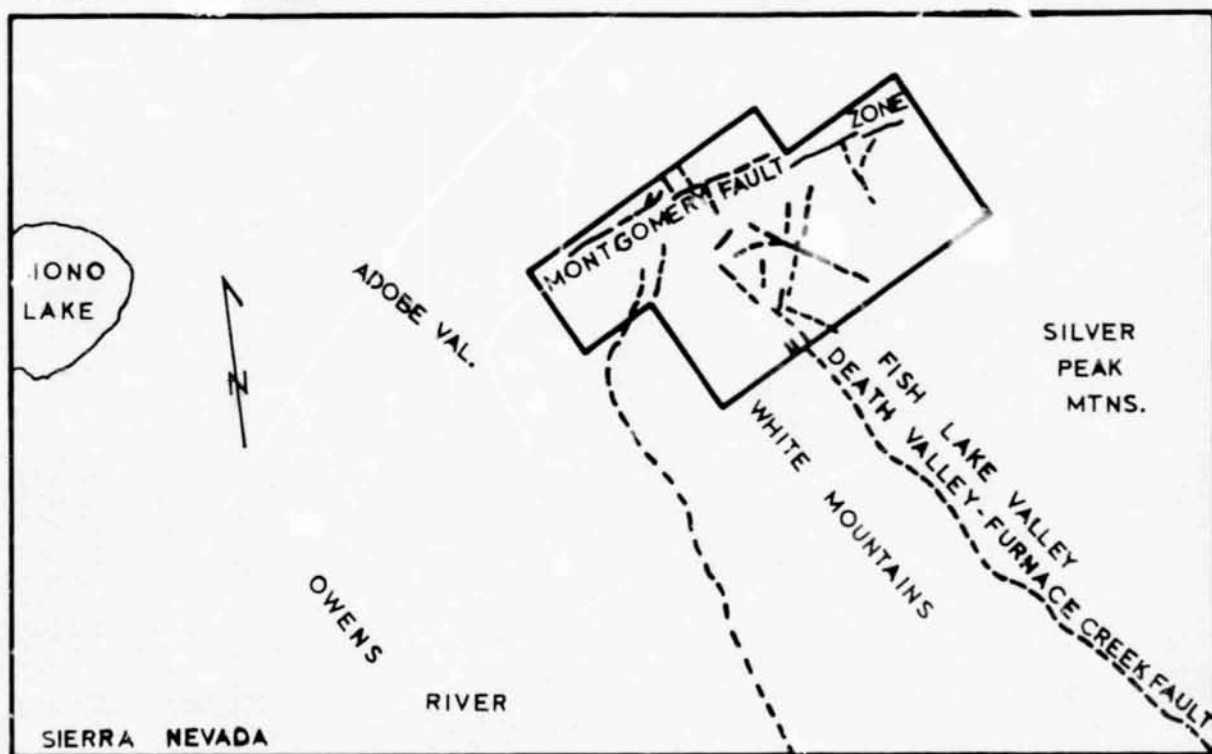 ZONE
MONTGOMERY FAULT
IONO
LAKE
ADOBE VAL.
N
SILVER
PEAK
MTNS.
FISH LAKE VALLEY
DEATH VALLEY-FURNACE CREEK FAULT
WHITE MOUNTAINS
OWENS
RIVER
SIERRA NEVADA